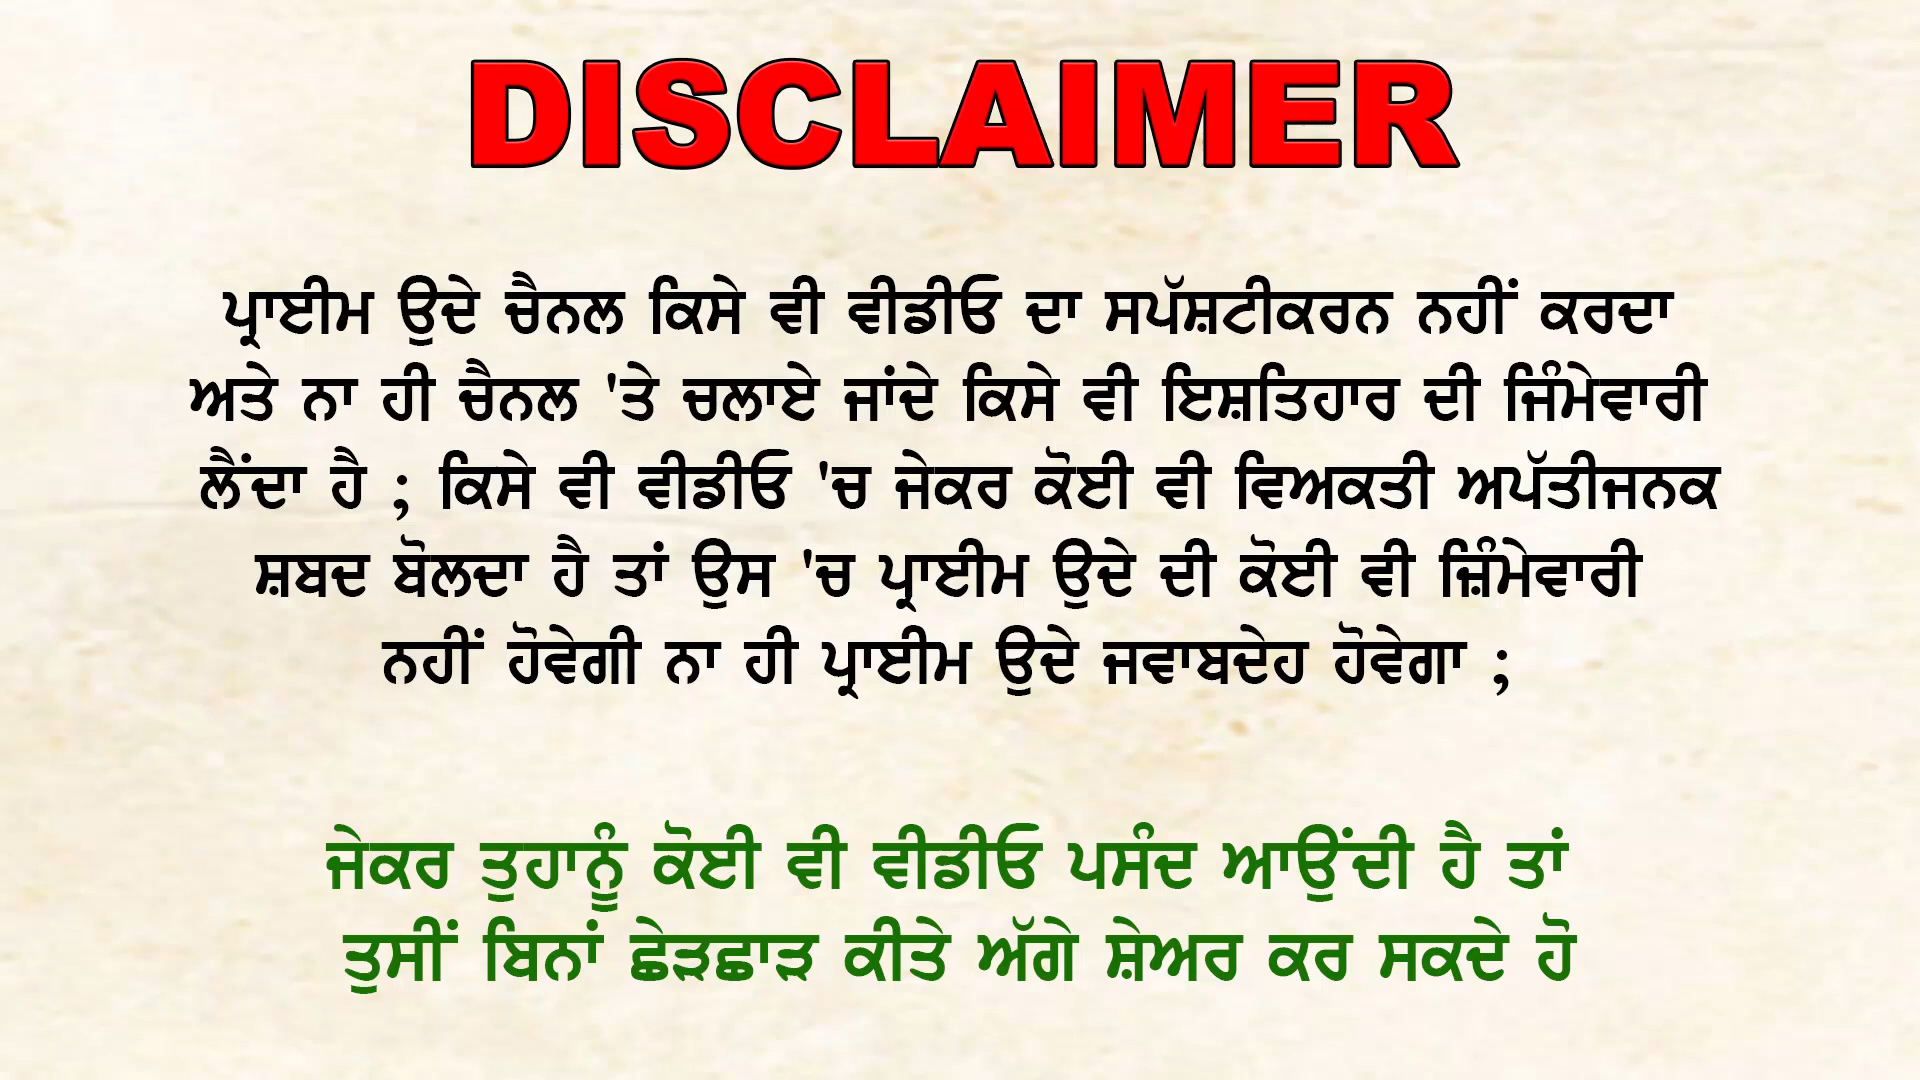 DISCLAIMER
ਪ੍ਰਾਈਮ ਉਦੇ ਚੈਨਲ ਕਿਸੇ ਵੀ ਵੀਡੀਓ ਦਾ ਸਪੱਸ਼ਟੀਕਰਨ ਨਹੀਂ ਕਰਦਾ
ਅਤੇ ਨਾ ਹੀ ਚੈਨਲ 'ਤੇ ਚਲਾਏ ਜਾਂਦੇ ਕਿਸੇ ਵੀ ਇਸ਼ਤਿਹਾਰ ਦੀ ਜਿੰਮੇਵਾਰੀ
ਲੈਂਦਾ ਹੈ ; ਕਿਸੇ ਵੀ ਵੀਡੀਓ 'ਚ ਜੇਕਰ ਕੋਈ ਵੀ ਵਿਅਕਤੀ ਅਪੱਤੀਜਨਕ
ਸ਼ਬਦ ਬੋਲਦਾ ਹੈ ਤਾਂ ਉਸ 'ਚ ਪ੍ਰਾਈਮ ਉਦੇ ਦੀ ਕੋਈ ਵੀ ਜ਼ਿੰਮੇਵਾਰੀ
ਨਹੀਂ ਹੋਵੇਗੀ ਨਾ ਹੀ ਪ੍ਰਾਈਮ ਉਦੇ ਜਵਾਬਦੇਹ ਹੋਵੇਗਾ ;
ਜੇਕਰ ਤੁਹਾਨੂੰ ਕੋਈ ਵੀ ਵੀਡੀਓ ਪਸੰਦ ਆਉਂਦੀ ਹੈ ਤਾਂ
ਤੁਸੀਂ ਬਿਨਾਂ ਛੇੜਛਾੜ ਕੀਤੇ ਅੱਗੇ ਸ਼ੇਅਰ ਕਰ ਸਕਦੇ ਹੋ